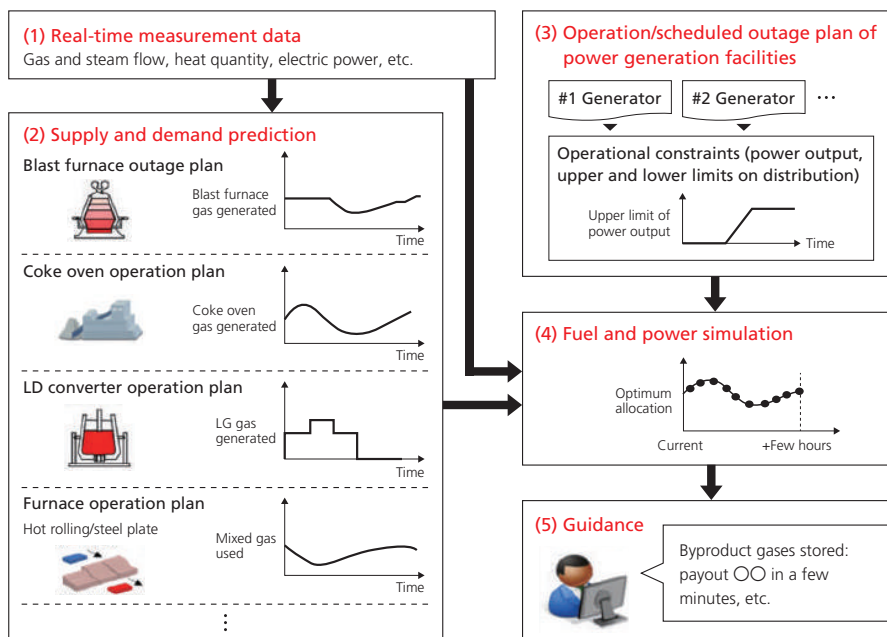 (1) Real-time measurement data
Gas and steam flow, heat quantity, electric power, etc.
(2) Supply and demand prediction
Blast furnace outage plan
Blast furnace
gas generated
Time
Coke oven operation plan
Coke oven
gas generated
Time
LD converter operation plan
LG gas
generated
Time
Furnace operation plan
Hot rolling/steel plate
Mixed gas
used
Time
⋮
(3) Operation/scheduled outage plan of
power generation facilities
#1 Generator
#2 Generator
···
Operational constraints (power output,
upper and lower limits on distribution)
Upper limit of
power output
Time
(4) Fuel and power simulation
Optimum
allocation
Current
+Few hours
(5) Guidance
Byproduct gases stored:
payout ○○ in a few
minutes, etc.